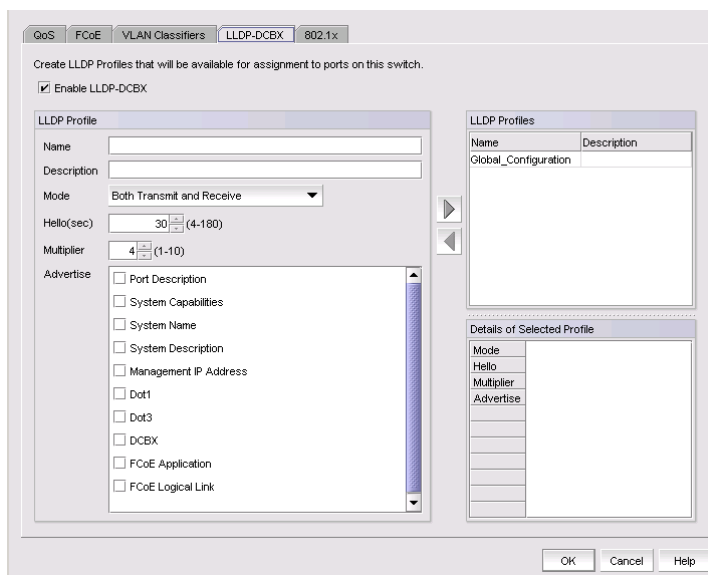 QoS FCoE VLAN Classifiers LLDP-DCBX 802.1x
Create LLDP Profiles that will be available for assignment to ports on this switch.
Enable LLDP-DCBX
LLDP Profile
Name
Description
Mode Both Transmit and Receive
Hello(sec) 30 (4-180)
Multiplier 4 (1-10)
Advertise
Port Description
System Capabilities
System Name
System Description
Management IP Address
Dot1
Dot3
DCBX
FCoE Application
FCoE Logical Link
LLDP Profiles
Name Description
Global_Configuration
Details of Selected Profile
Mode
Hello
Multiplier
Advertise
OK Cancel Help